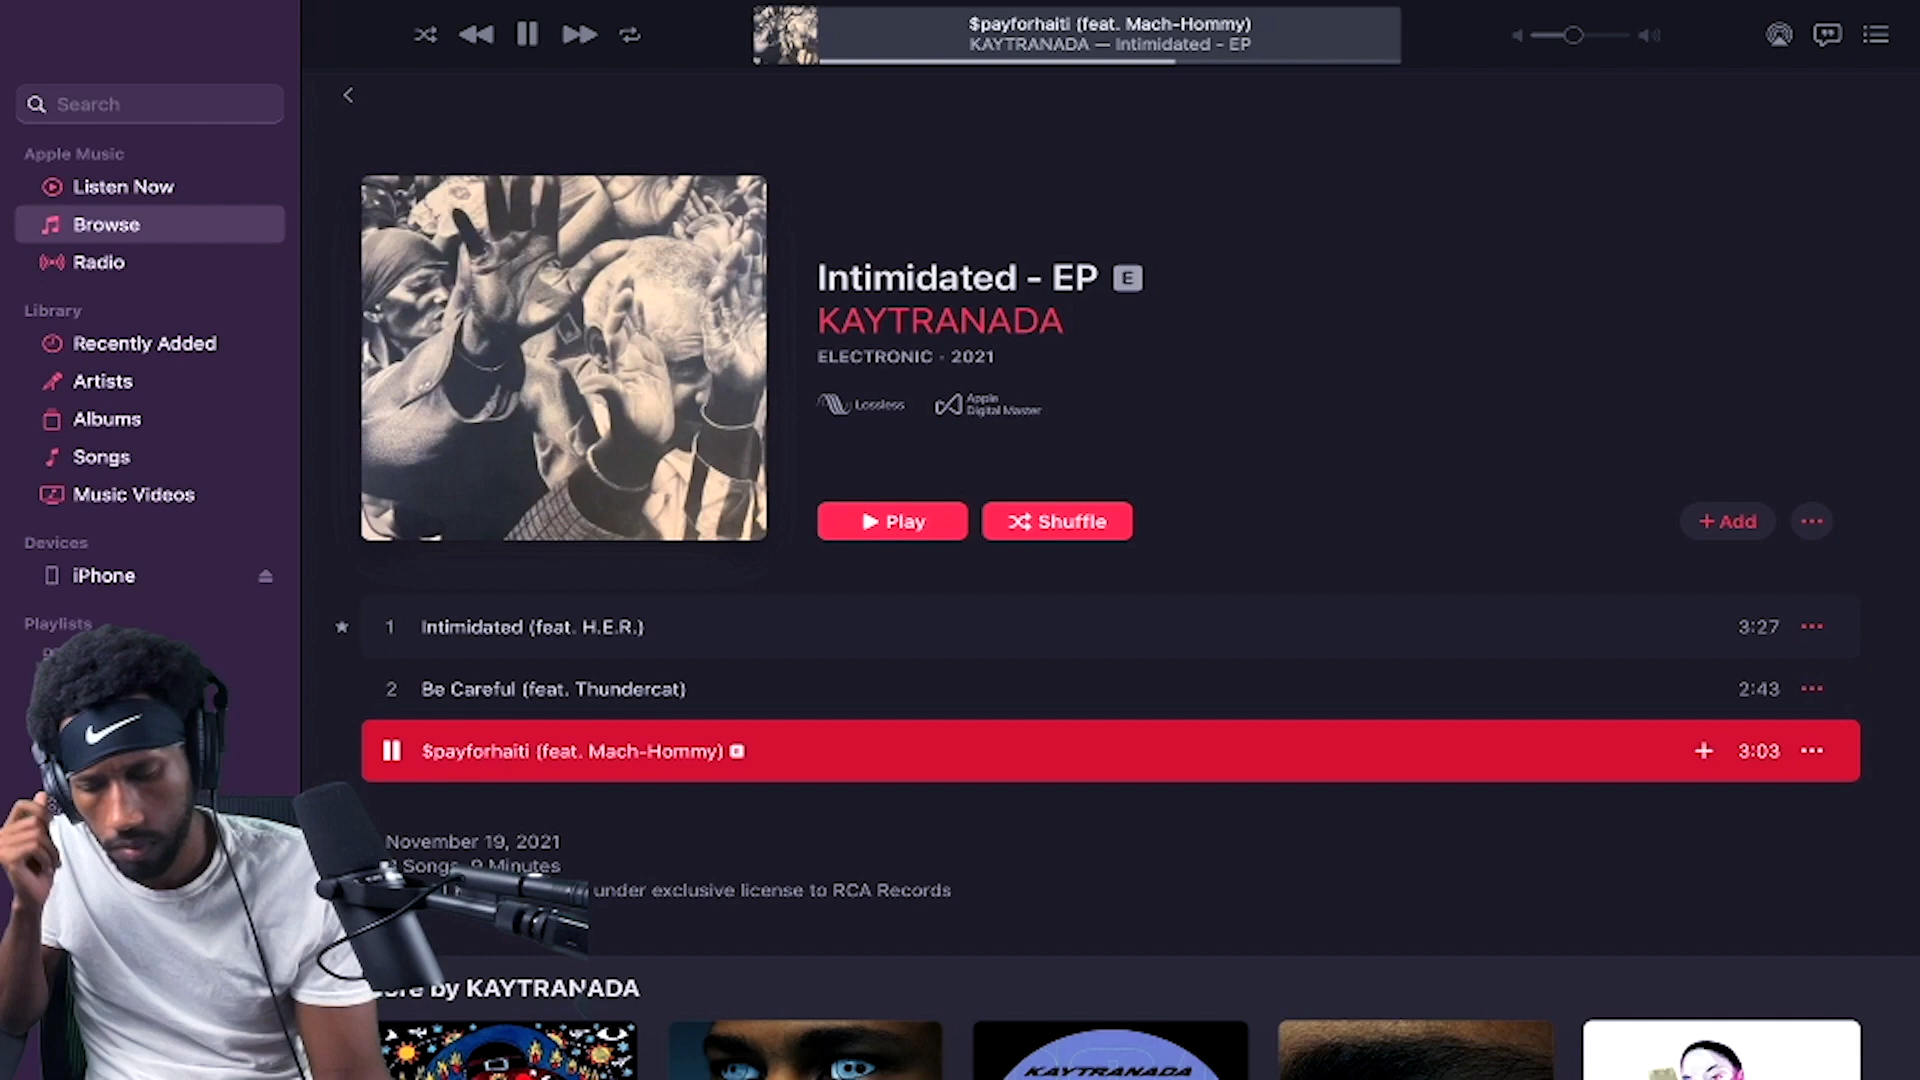 $payforhaiti (feat. Mach-Hommy)
KAYTRANADA — Intimidated - EP
Search
Apple Music
Listen Now
Browse
Radio
Library
Recently Added
Artists
Albums
Songs
Music Videos
Devices
iPhone
Playlists
Intimidated - EP E
KAYTRANADA
ELECTRONIC · 2021
Lossless
Apple
Digital Master
Play
Shuffle
+ Add
1 Intimidated (feat. H.E.R.) 3:27
2 Be Careful (feat. Thundercat) 2:43
$payforhaiti (feat. Mach-Hommy) E 3:03
November 19, 2021
Songs, 9 Minutes
under exclusive license to RCA Records
by KAYTRANADA
KAYTRANADA